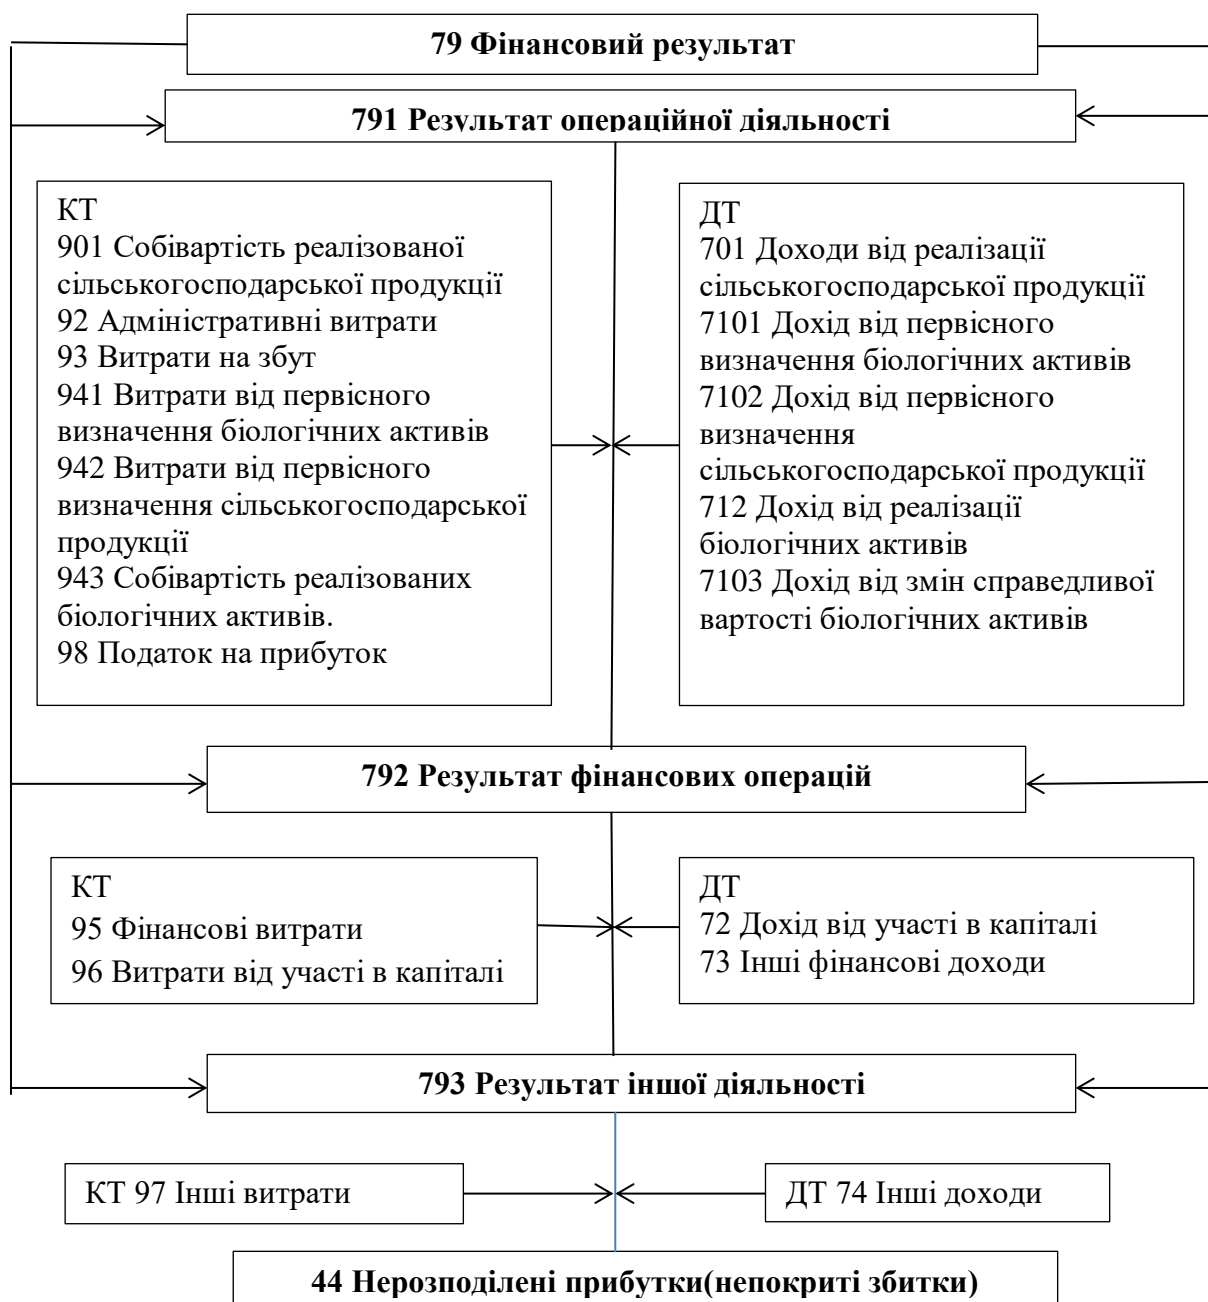 79 Фінансовий результат
791 Результат операційної діяльності
КТ
901 Собівартість реалізованої
сільськогосподарської продукції
92 Адміністративні витрати
93 Витрати на збут
941 Витрати від первісного
визначення біологічних активів
942 Витрати від первісного
визначення сільськогосподарської
продукції
943 Собівартість реалізованих
біологічних активів.
98 Податок на прибуток
ДТ
701 Доходи від реалізації
сільськогосподарської продукції
7101 Дохід від первісного
визначення біологічних активів
7102 Дохід від первісного
визначення
сільськогосподарської продукції
712 Дохід від реалізації
біологічних активів
7103 Дохід від змін справедливої
вартості біологічних активів
792 Результат фінансових операцій
КТ
95 Фінансові витрати
96 Витрати від участі в капіталі
ДТ
72 Дохід від участі в капіталі
73 Інші фінансові доходи
793 Результат іншої діяльності
КТ 97 Інші витрати
ДТ 74 Інші доходи
44 Нерозподілені прибутки(непокриті збитки)